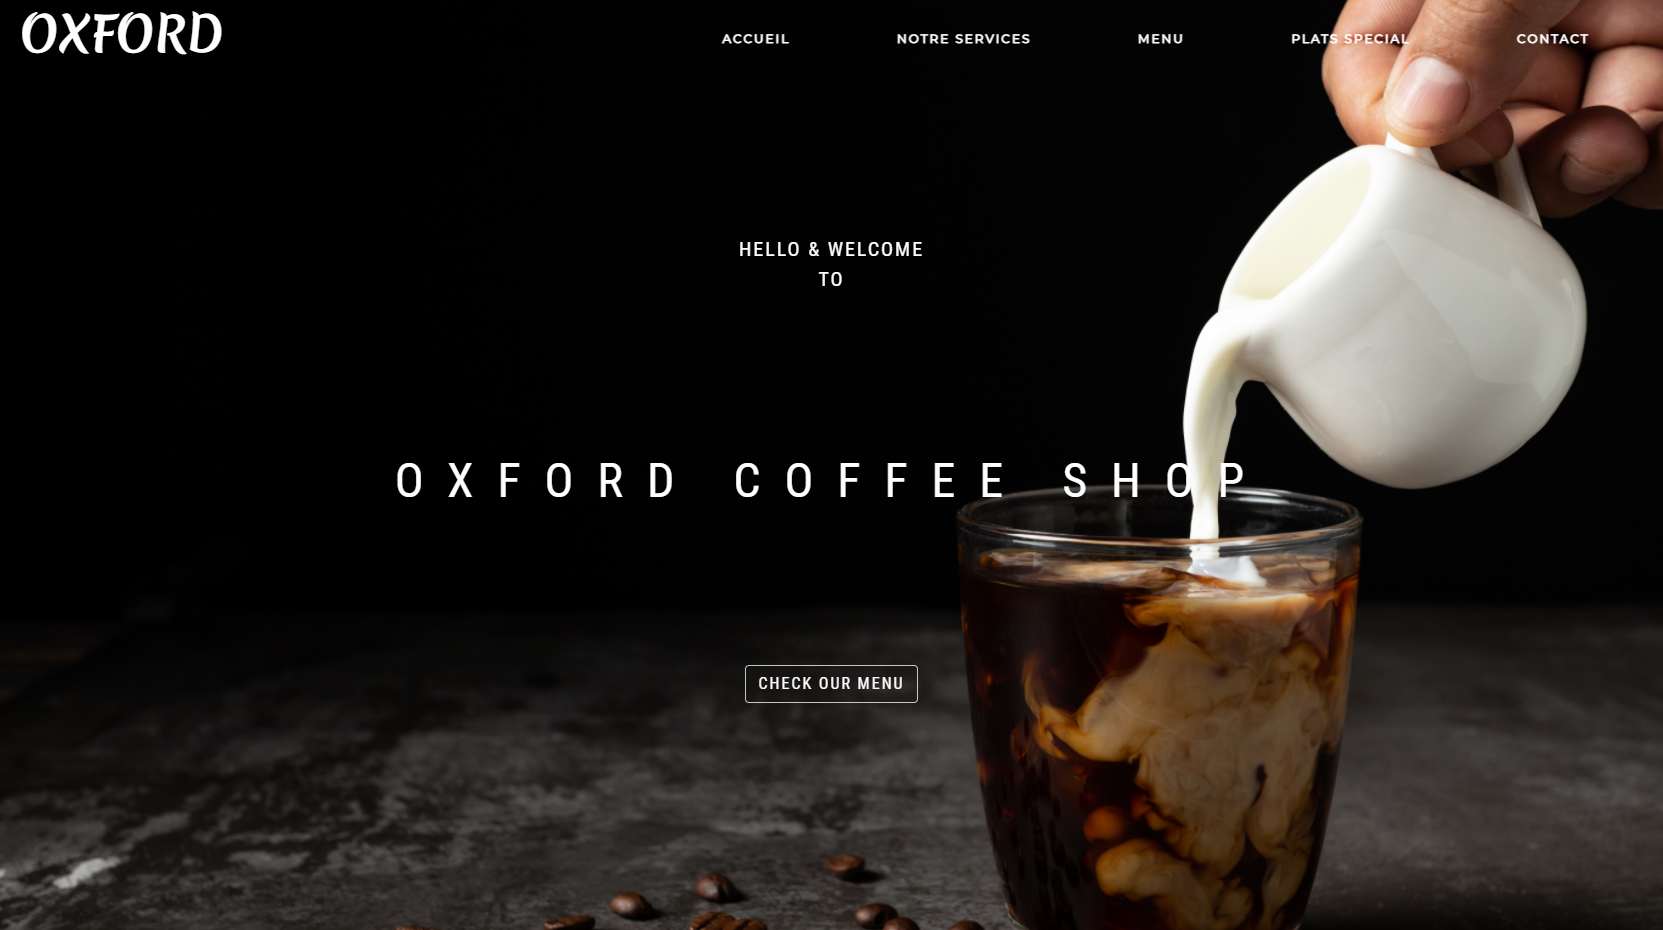 OXFORD
ACCUEIL NOTRE SERVICES MENU PLATS SPECIAL CONTACT
HELLO & WELCOME
TO
OXFORD COFFEE SHOP
CHECK OUR MENU